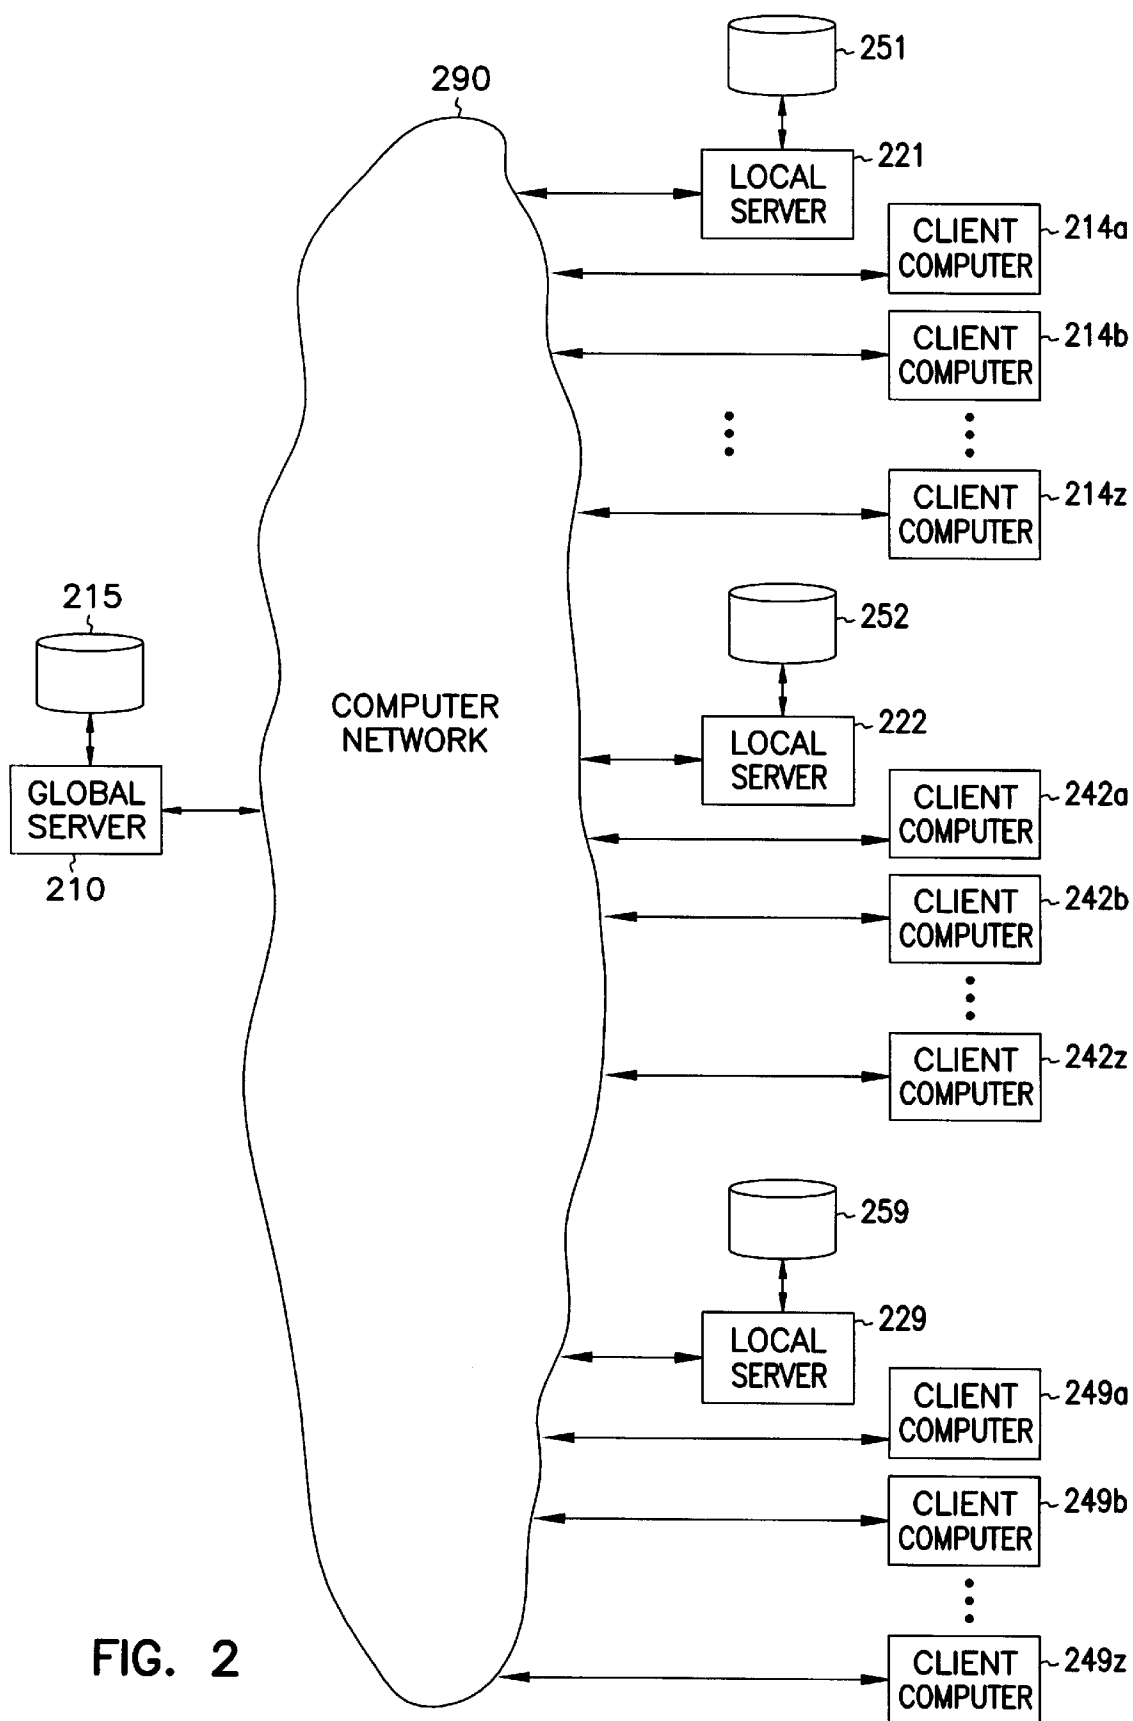 251
290
221
LOCAL
SERVER
214a
CLIENT
COMPUTER
214b
CLIENT
COMPUTER
214z
CLIENT
COMPUTER
215
252
COMPUTER
NETWORK
222
LOCAL
SERVER
GLOBAL
SERVER
210
242a
CLIENT
COMPUTER
242b
CLIENT
COMPUTER
242z
CLIENT
COMPUTER
259
229
LOCAL
SERVER
249a
CLIENT
COMPUTER
249b
CLIENT
COMPUTER
249z
CLIENT
COMPUTER
FIG. 2